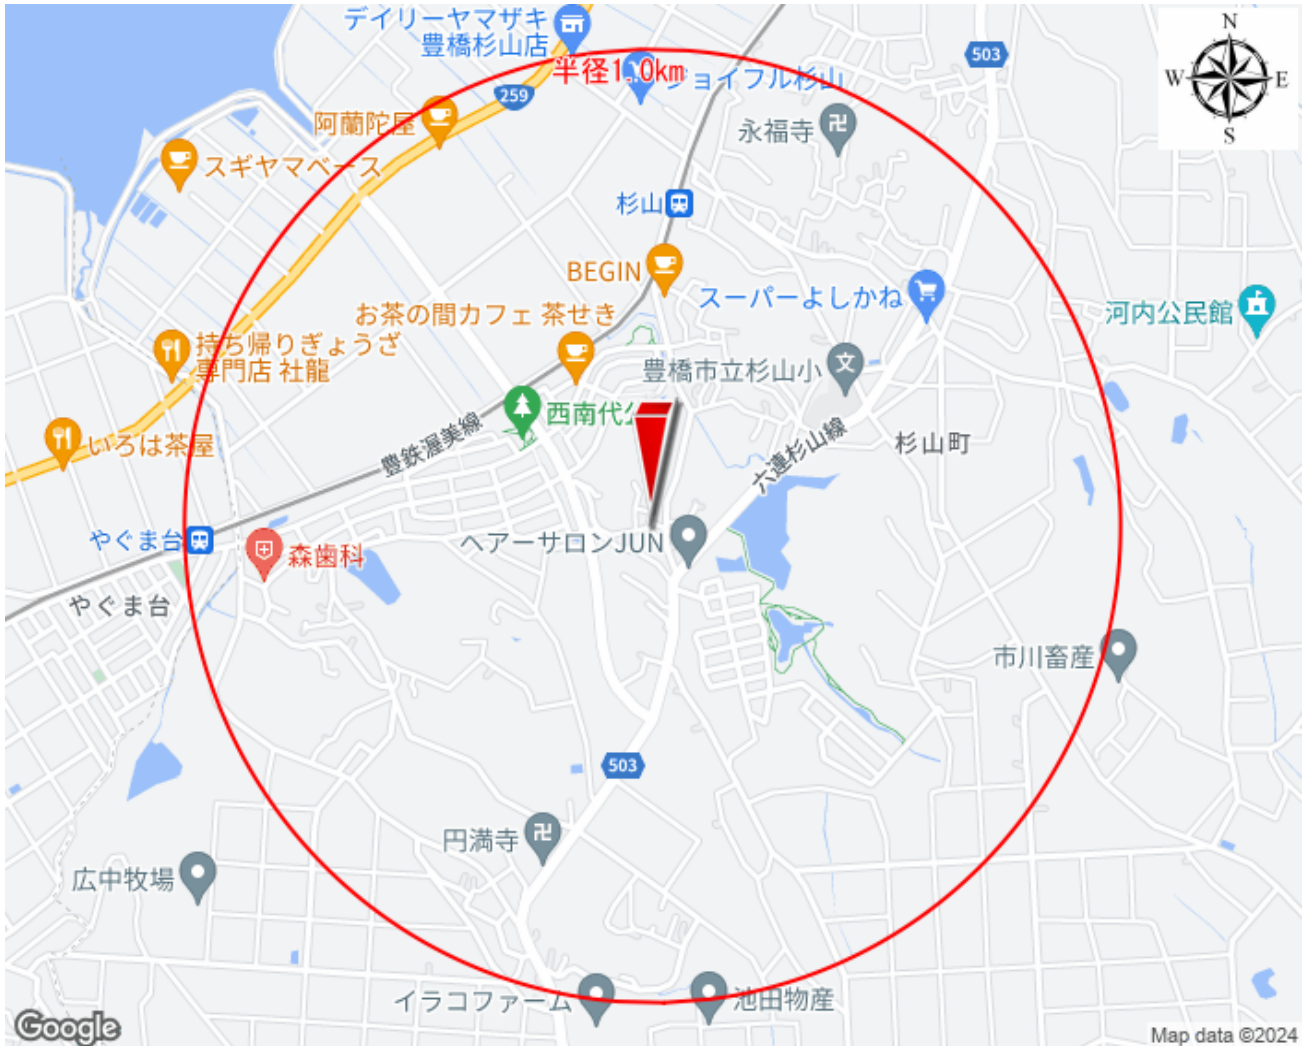 デイリーヤマザキ
豊橋杉山店
半径1.0km
ジョイフル杉山
503
N
W
E
S
259
阿蘭陀屋
永福寺
スギヤマベース
杉山
BEGIN
スーパーよしかね
河内公民館
お茶の間カフェ 茶せき
持ち帰りぎょうざ
専門店 社龍
豊橋市立杉山小
文
西南代公
いろは茶屋
豊鉄渥美線
六連杉山線
杉山町
やぐま台
森歯科
ヘアーサロンJUN
やぐま台
市川畜産
503
円満寺
広中牧場
イラコファーム
池田物産
Google
Map data ©2024